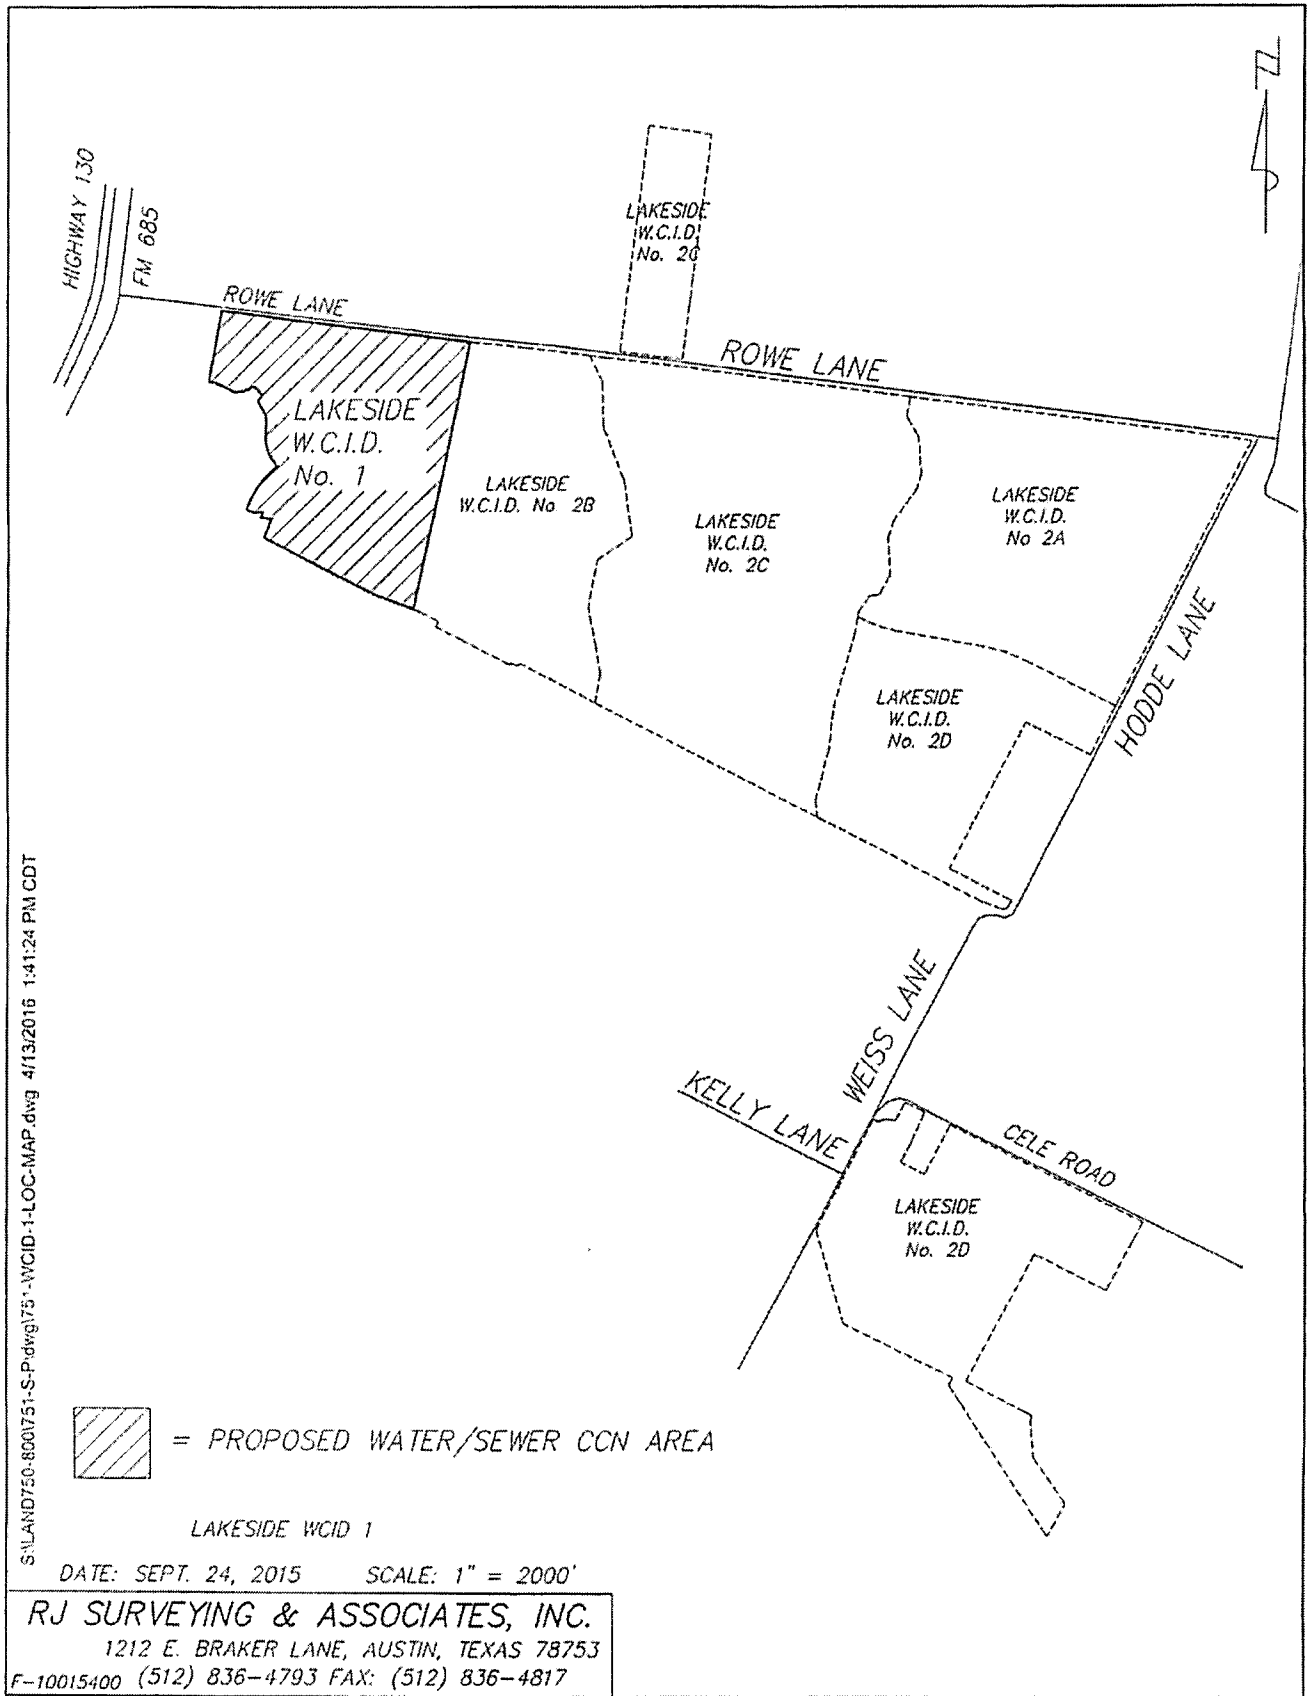 HIGHWAY 130
FM 685
LAKESIDE
W.C.I.D.
No. 2C
ROWE LANE
ROWE LANE
LAKESIDE
W.C.I.D.
No. 1
LAKESIDE
W.C.I.D. No 2B
LAKESIDE
W.C.I.D.
No. 2C
LAKESIDE
W.C.I.D.
No 2A
LAKESIDE
W.C.I.D.
No. 2D
HODDE LANE
WEISS LANE
KELLY LANE
CELE ROAD
LAKESIDE
W.C.I.D.
No. 2D
S:\LAND750-800\751-S-P\dwg\751-WCID-1-LOC-MAP.dwg 4/13/2016 1:41:24 PM CDT
= PROPOSED WATER/SEWER CCN AREA
LAKESIDE WCID 1
DATE: SEPT. 24, 2015 SCALE: 1" = 2000'
RJ SURVEYING & ASSOCIATES, INC.
1212 E. BRAKER LANE, AUSTIN, TEXAS 78753
F-10015400 (512) 836-4793 FAX: (512) 836-4817
N